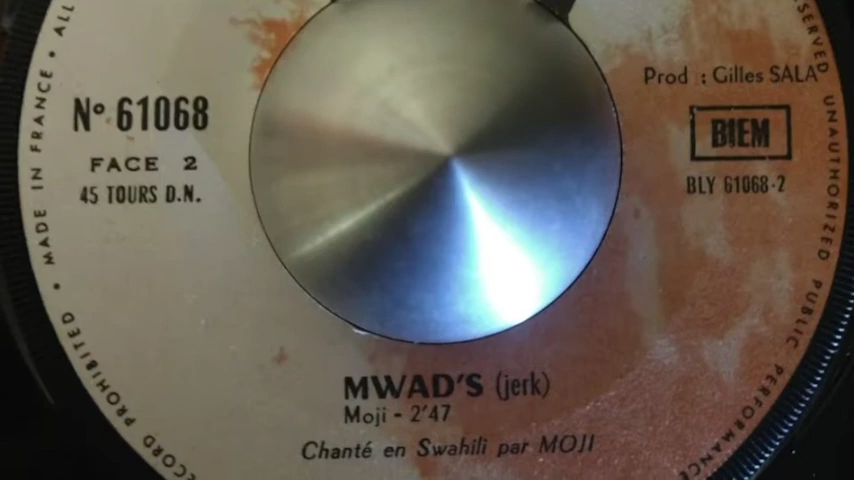 Nº 61068
FACE 2
45 TOURS D.N.
Prod : Gilles SALA
BIEM
BLY 61068-2
MWAD'S (jerk)
Moji - 2'47
Chanté en Swahili par MOJI
RECORD PROHIBITED • MADE IN FRANCE • ALL
RESERVED UNAUTHORIZED PUBLIC PERFORMANCE